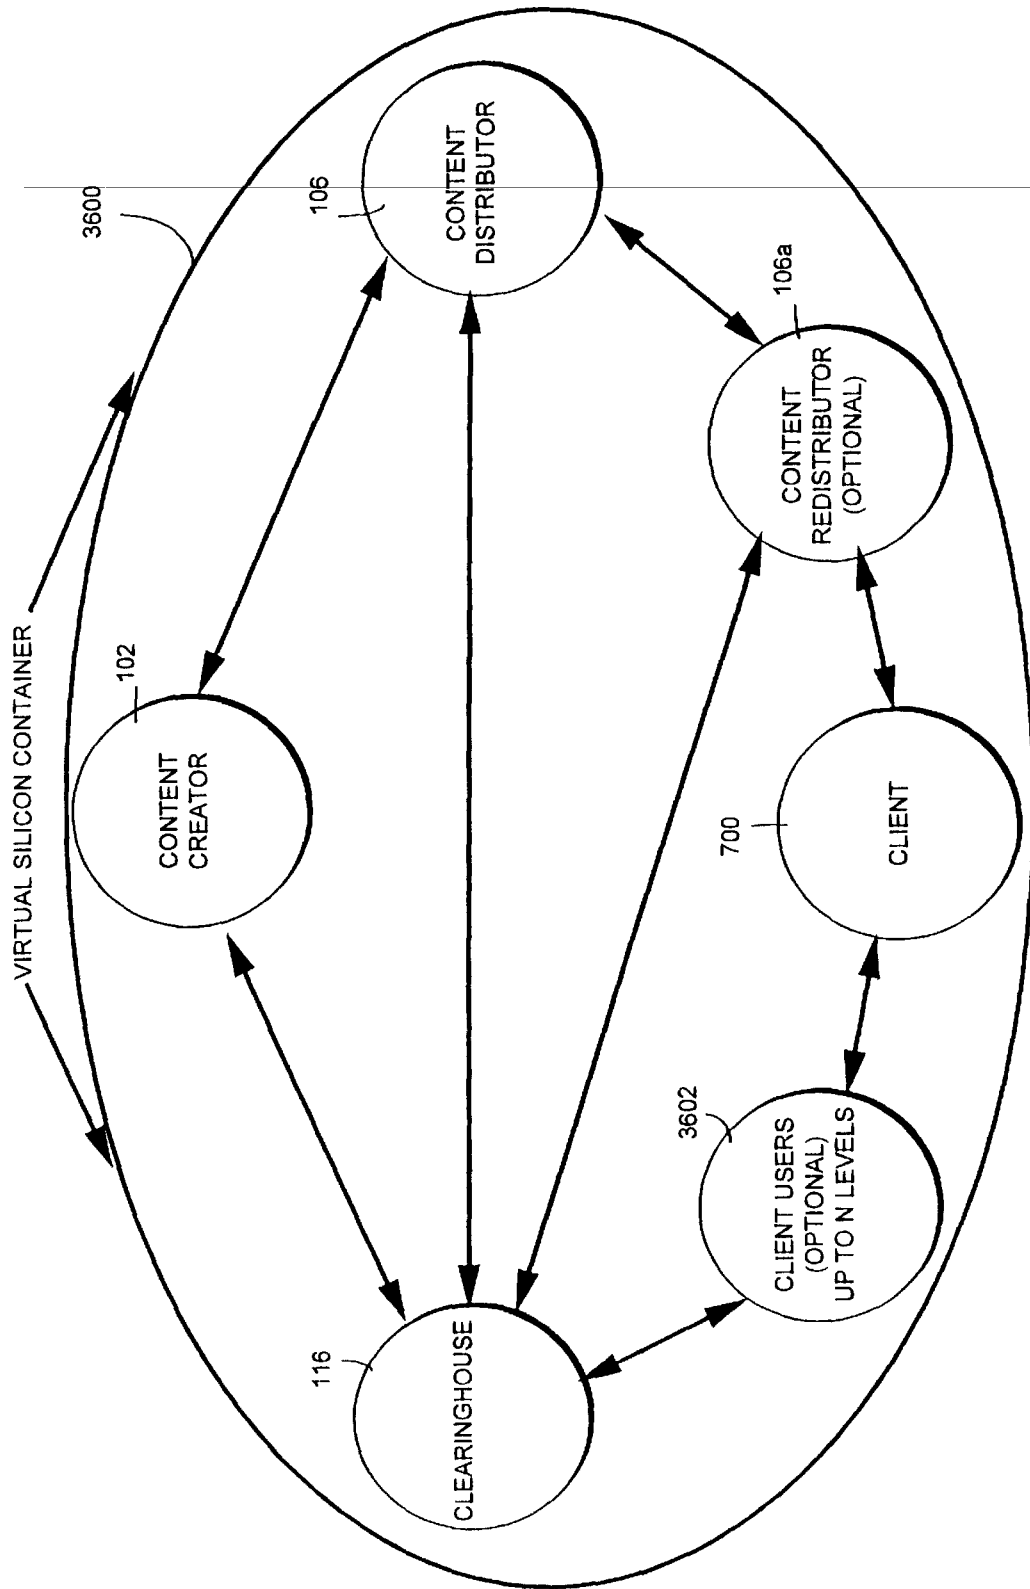 VIRTUAL SILICON CONTAINER
3600
102
CONTENT
CREATOR
116
CLEARINGHOUSE
106
CONTENT
DISTRIBUTOR
106a
CONTENT
REDISTRIBUTOR
(OPTIONAL)
3602
CLIENT USERS
(OPTIONAL)
UP TO N LEVELS
700
CLIENT